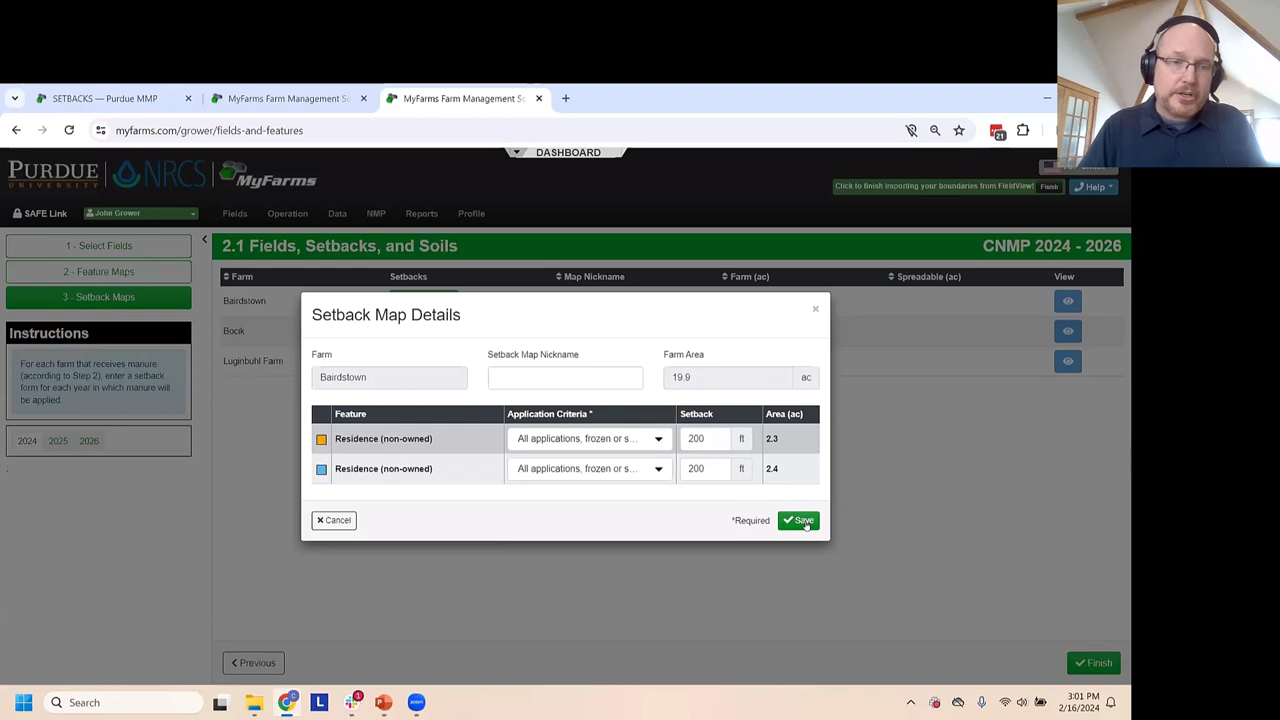 SETBACKS — Purdue MMP
MyFarms Farm Management Sc
MyFarms Farm Management Sc
myfarms.com/grower/fields-and-features
21
DASHBOARD
PURDUE UNIVERSITY
NRCS
MyFarms
Click to finish importing your boundaries from FieldView! Finish
Help
SAFE Link
John Grower
Fields
Operation
Data
NMP
Reports
Profile
1 - Select Fields
2 - Feature Maps
3 - Setback Maps
Instructions
For each farm that receives manure
(according to Step 2), enter a setback
form for each year in which manure will
be applied.
2024 2025 2026
2.1 Fields, Setbacks, and Soils
CNMP 2024 - 2026
Farm Setbacks Map Nickname Farm (ac) Spreadable (ac) View
Bairdstown
Bocik
Luginbuhl Farm
Setback Map Details
×
Farm Setback Map Nickname Farm Area
Bairdstown 19.9 ac
Feature Application Criteria * Setback Area (ac)
Residence (non-owned) All applications, frozen or s... 200 ft 2.3
Residence (non-owned) All applications, frozen or s... 200 ft 2.4
Cancel
*Required
Save
Previous
Finish
Search
L
1
3:01 PM
2/16/2024